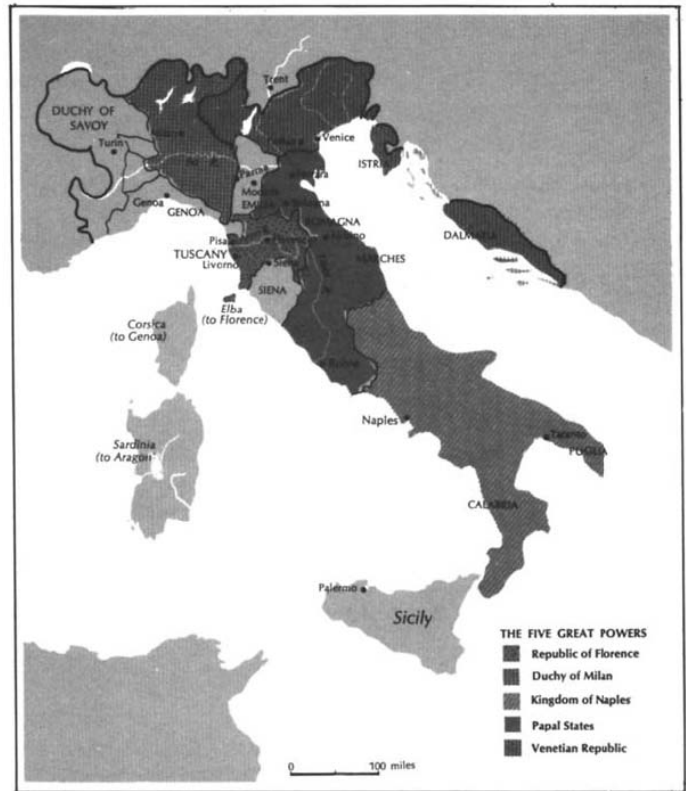 Trent
DUCHY OF
SAVOY
Turin
Venice
ISTRIA
Parma
Modena
Genoa
GENOA
DALMATIA
Pisa
TUSCANY
Livorno
MARCHES
SIENA
Elba
(to Florence)
Corsica
(to Genoa)
Rome
Naples
Taranto
PUGLIA
Sardinia
(to Aragon)
CALABRIA
Palermo
Sicily
THE FIVE GREAT POWERS
Republic of Florence
Duchy of Milan
Kingdom of Naples
Papal States
Venetian Republic
0 100 miles